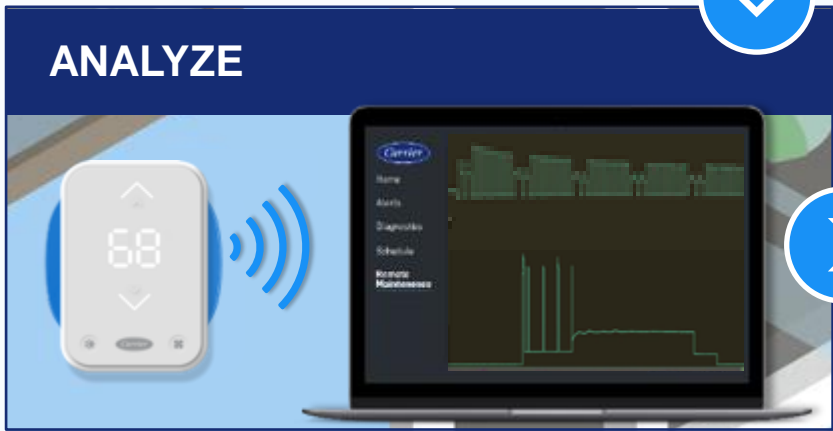 ANALYZE
Carrier
Home
Alerts
Diagnostics
Schedule
Remote
Maintenance
68
Carrier